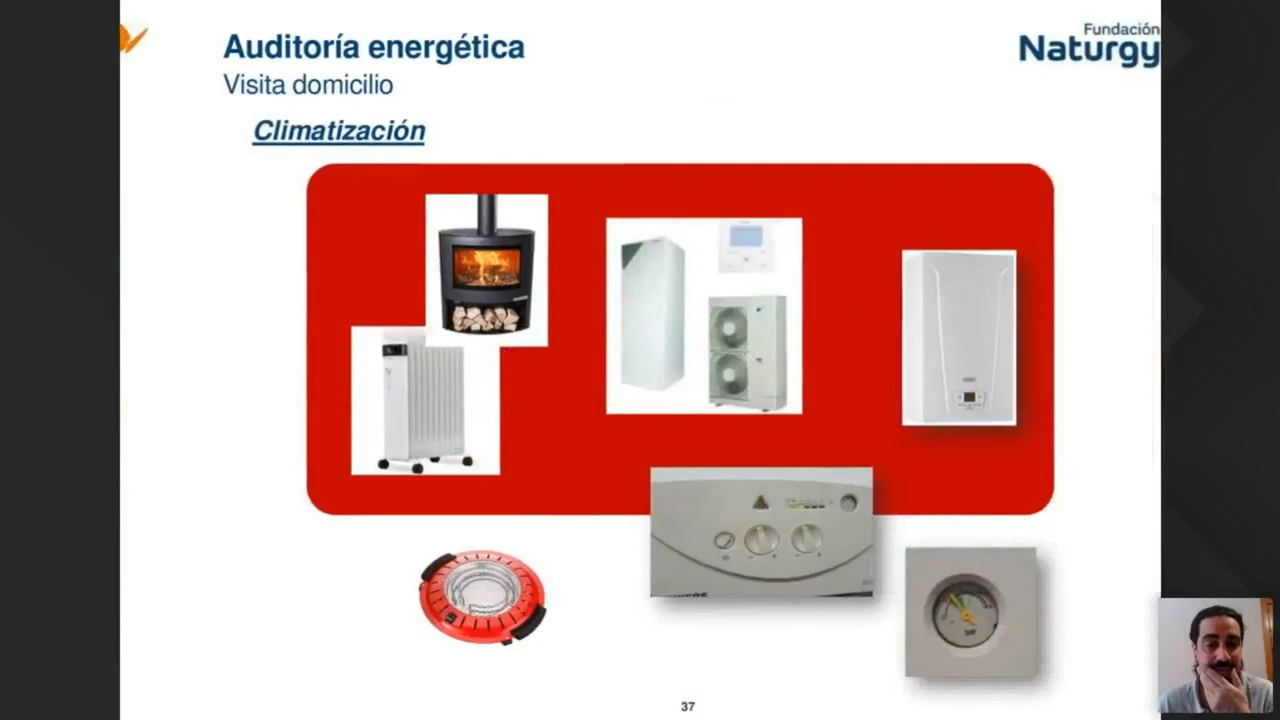 Auditoría energética
Visita domicilio
Fundación
Naturgy
Climatización
37